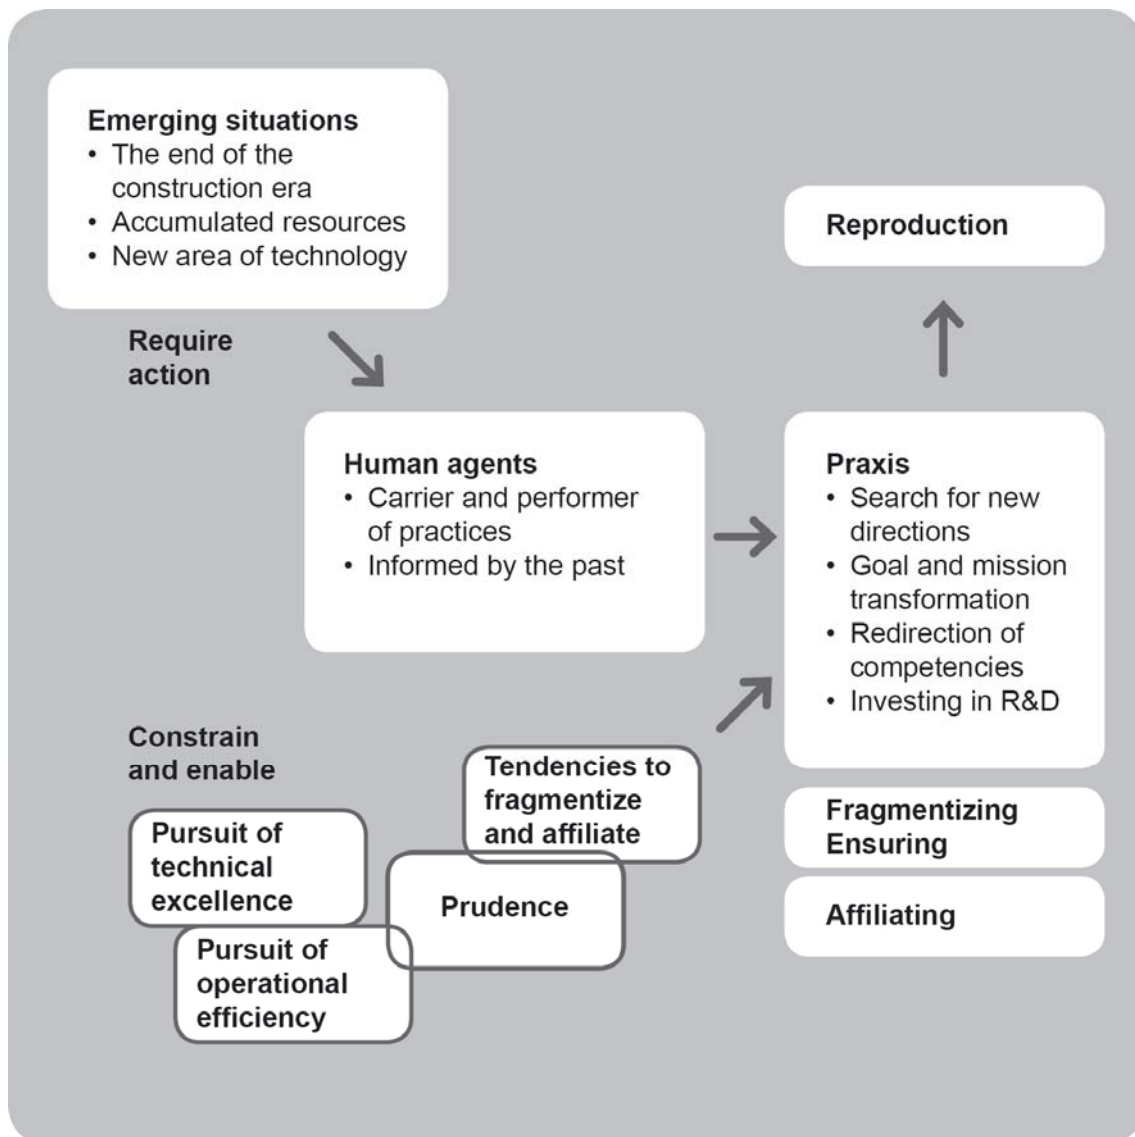 Emerging situations
• The end of the
construction era
• Accumulated resources
• New area of technology
Require
action
Human agents
• Carrier and performer
of practices
• Informed by the past
Reproduction
Praxis
• Search for new
directions
• Goal and mission
transformation
• Redirection of
competencies
• Investing in R&D
Constrain
and enable
Tendencies to
fragmentize
and affiliate
Pursuit of
technical
excellence
Prudence
Pursuit of
operational
efficiency
Fragmentizing
Ensuring
Affiliating